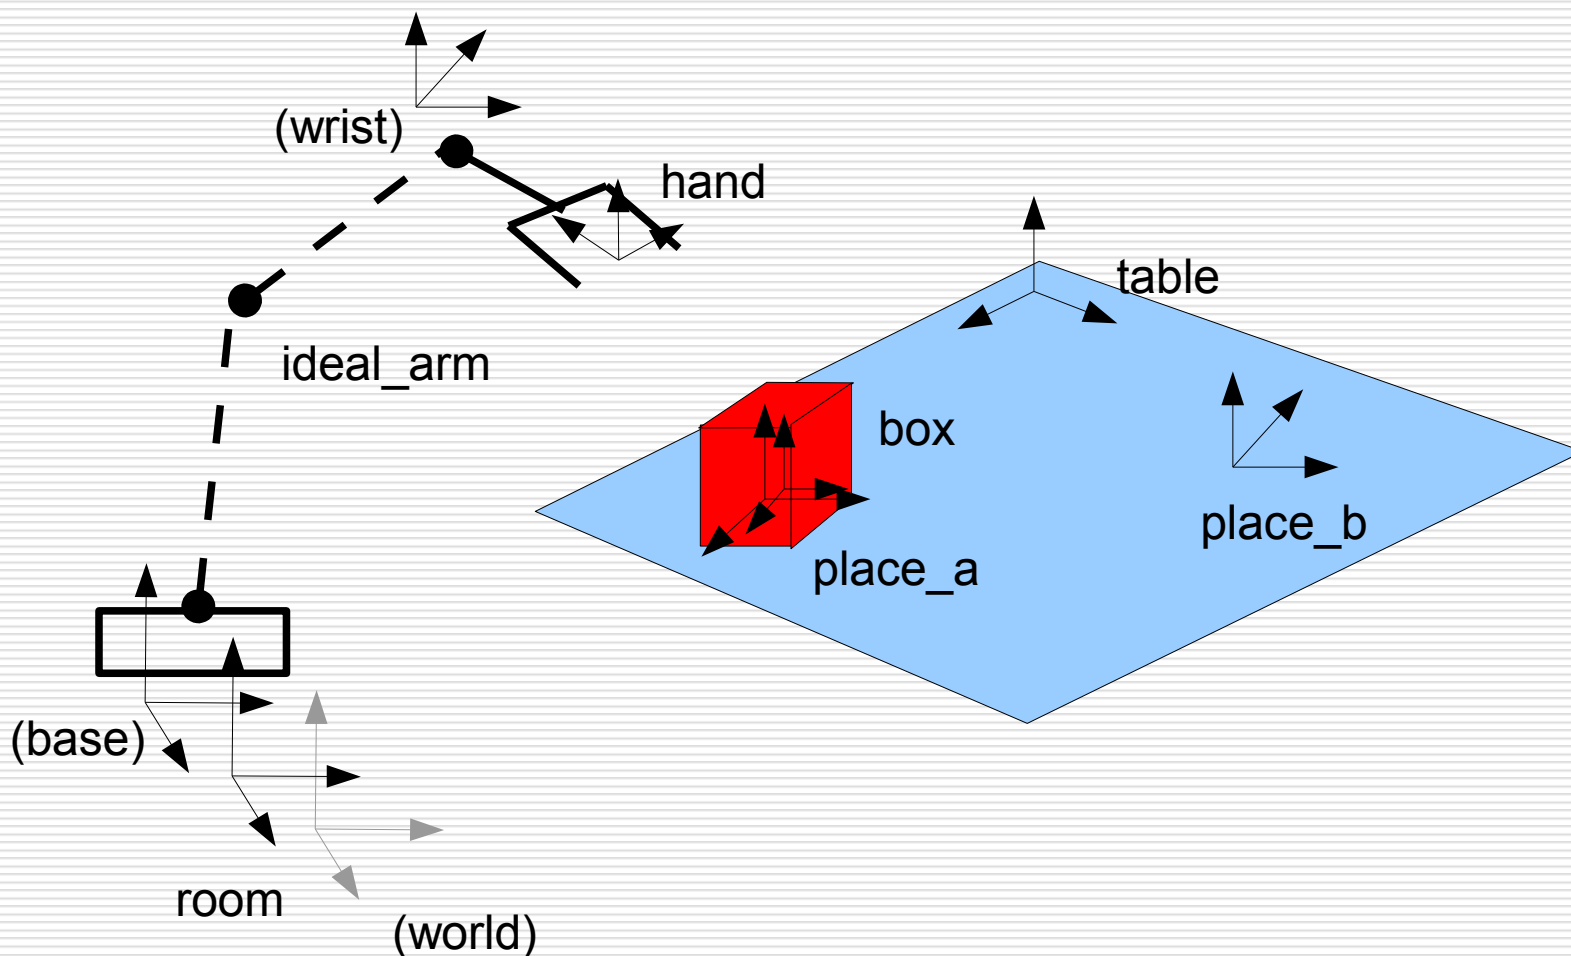 (wrist)
hand
table
ideal_arm
box
place_b
place_a
(base)
room
(world)